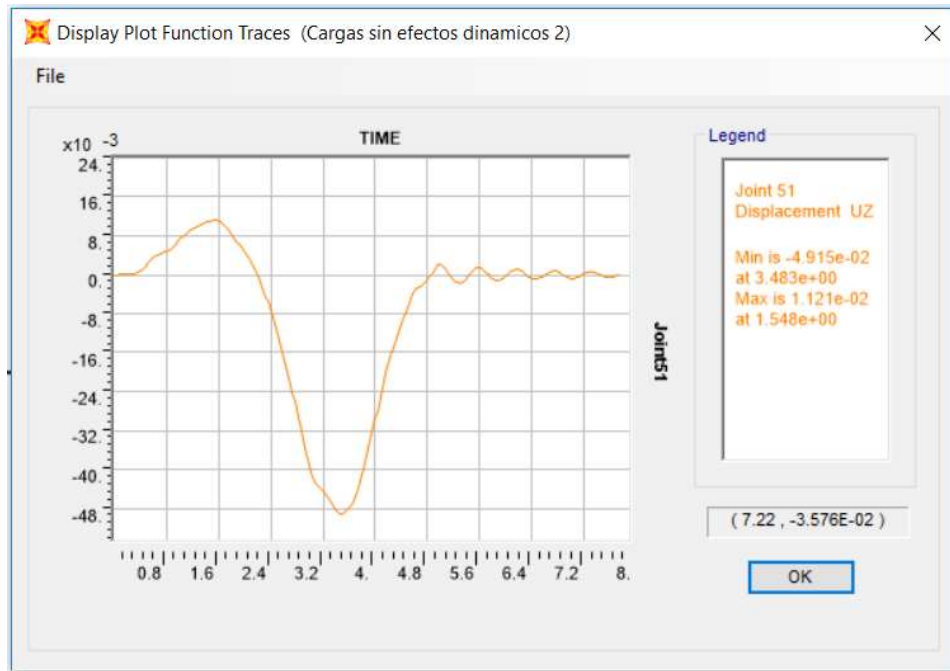 Display Plot Function Traces (Cargas sin efectos dinamicos 2)
File
x10 -3
TIME
24.
16.
8.
0.
-8.
-16.
-24.
-32.
-40.
-48.
0.8 1.6 2.4 3.2 4. 4.8 5.6 6.4 7.2 8.
Joint51
Legend
Joint 51
Displacement UZ
Min is -4.915e-02
at 3.483e+00
Max is 1.121e-02
at 1.548e+00
( 7.22 , -3.576E-02 )
OK